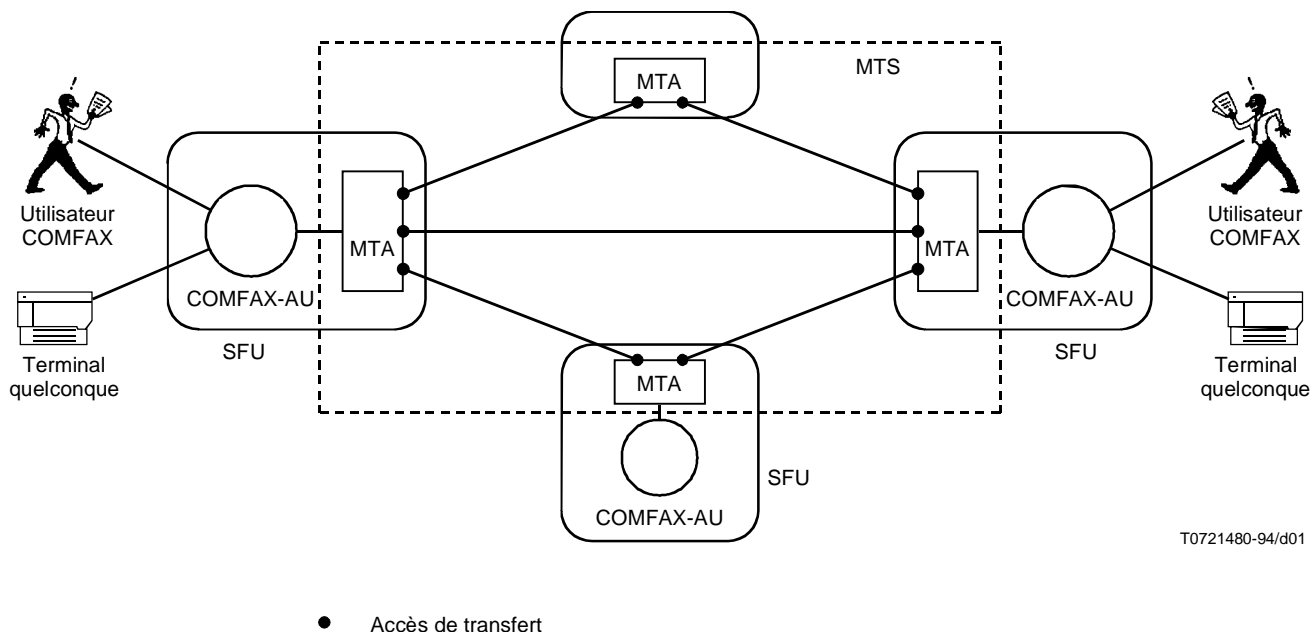 MTA
MTS
Utilisateur
COMFAX
MTA
COMFAX-AU
SFU
Terminal
quelconque
MTA
COMFAX-AU
SFU
Utilisateur
COMFAX
Terminal
quelconque
MTA
COMFAX-AU
SFU
T0721480-94/d01
Accès de transfert